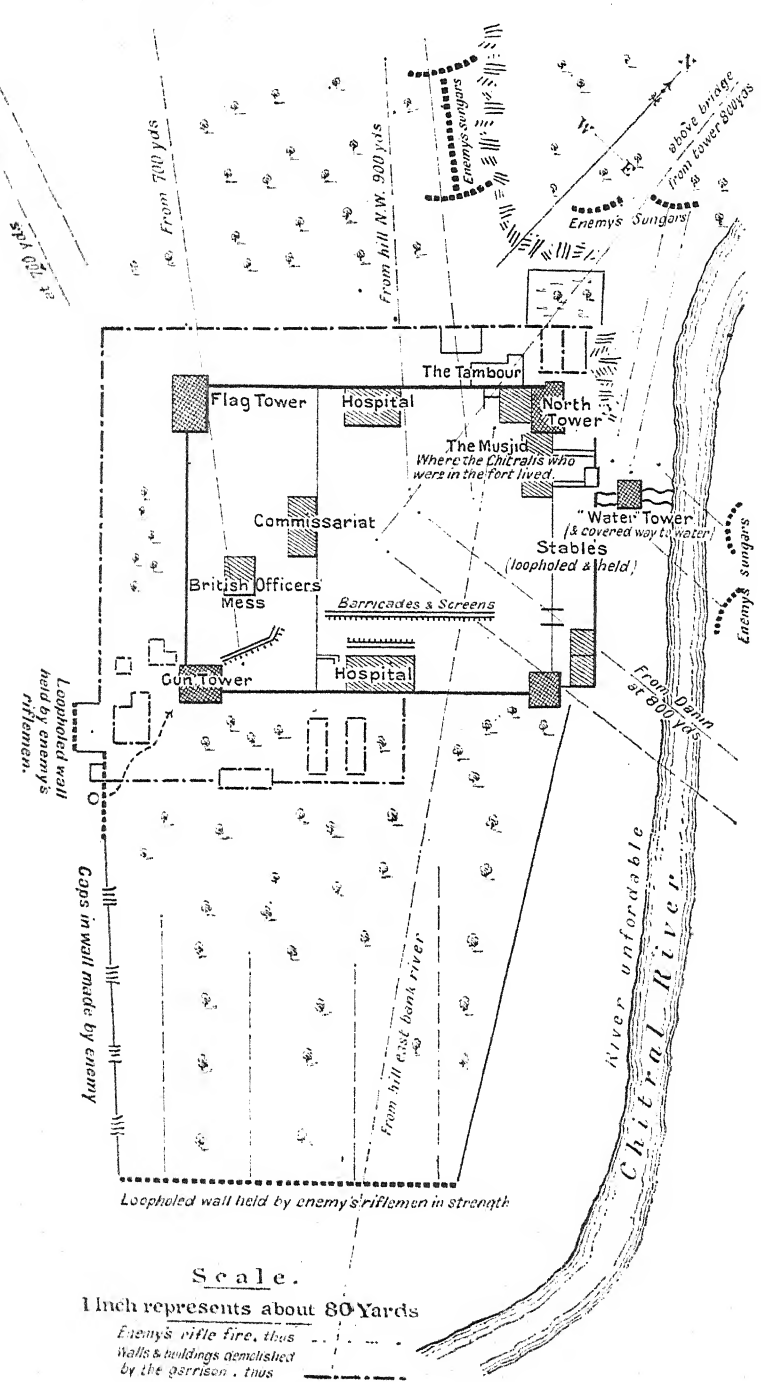 From 700 yds
at 700 yds
From hill N.W. 900 yds
Enemy's sungars
W
above bridge
from tower 800 yds
Enemy's Sungars
The Tambour
Flag Tower
Hospital
North
Tower
The Musjid
Where the Chitralis who
were in the fort lived.
Commissariat
"Water" Tower
(& covered way to water)
Stables
(loopholed & held)
Enemy's sungars
Enemy's sungars
British Officers'
Mess
Barricades & Screens
Gun Tower
Hospital
From Danin
at 800 yds
Loopholed wall
held by enemy's
riflemen.
Gaps in wall made by enemy
From hill east bank river
River unfordable
Chitral River
Loopholed wall held by enemy's riflemen in strength
Scale.
1 Inch represents about 80 Yards
Enemy's rifle fire, thus
Walls & buildings demolished
by the garrison, thus